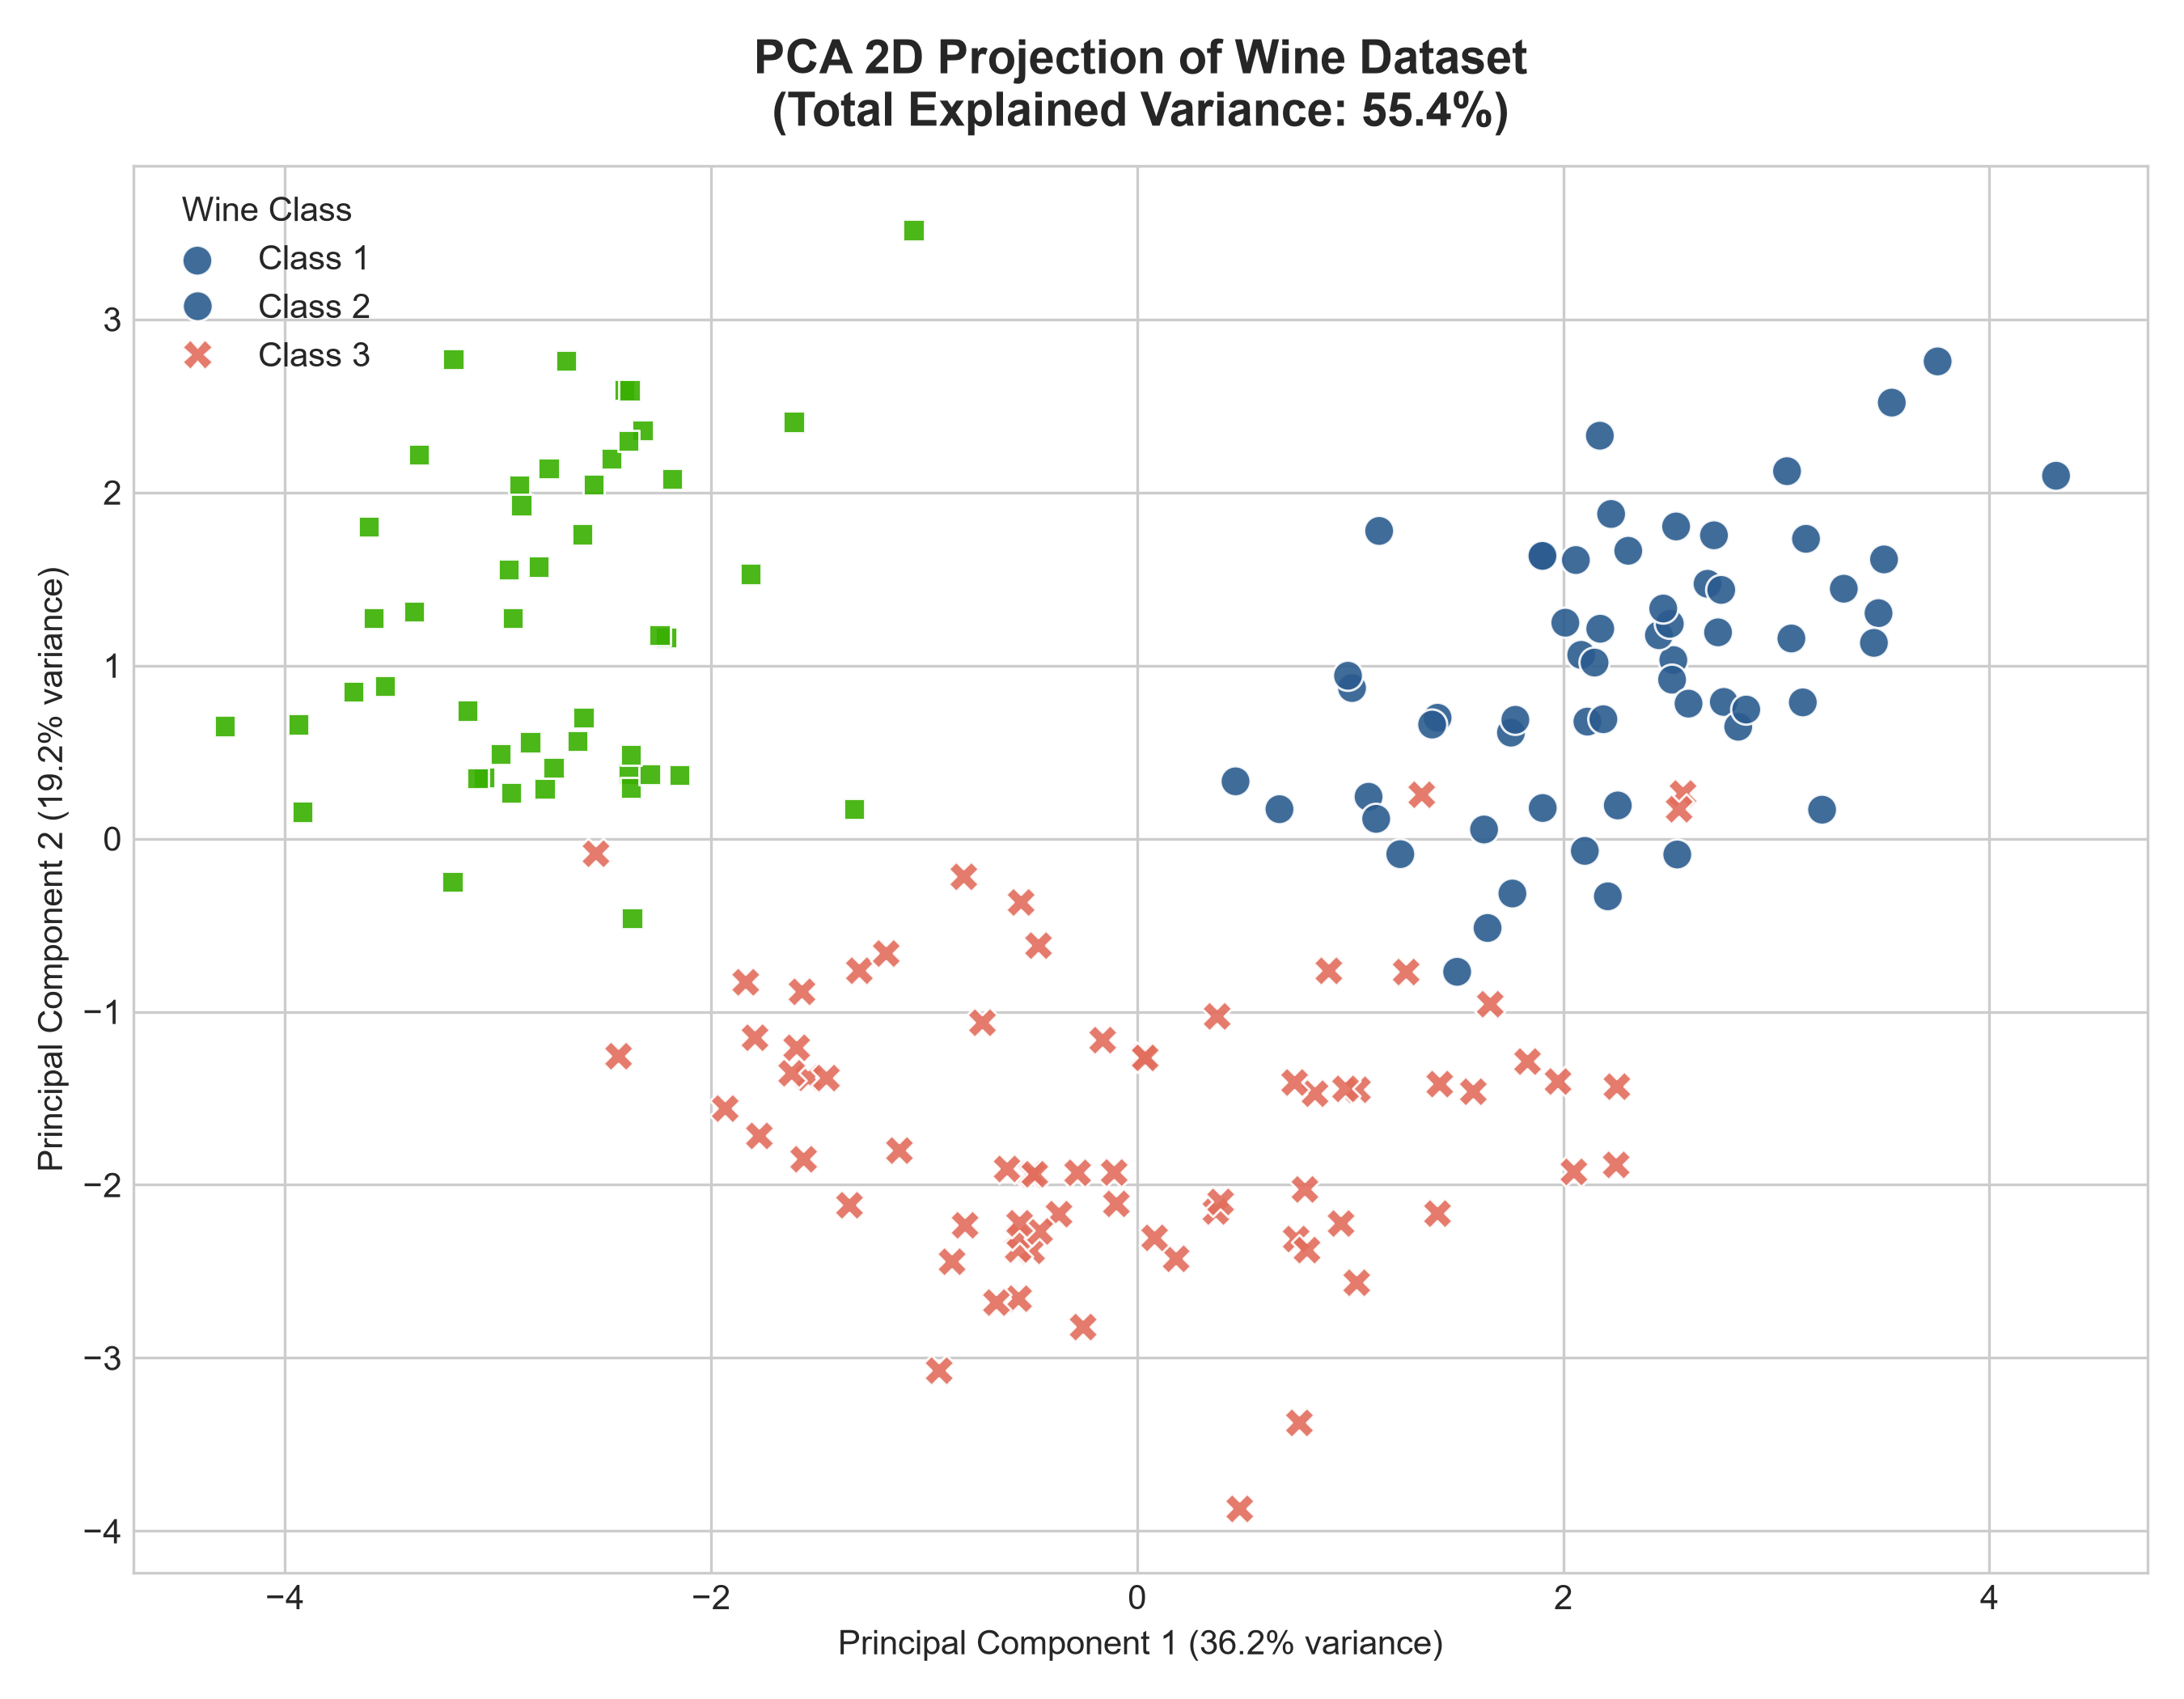 PCA 2D Projection of Wine Dataset
(Total Explained Variance: 55.4%)
Wine Class
Class 1
Class 2
Class 3
Principal Component 2 (19.2% variance)
3
2
1
0
−1
−2
−3
−4
−4
−2
0
2
4
Principal Component 1 (36.2% variance)